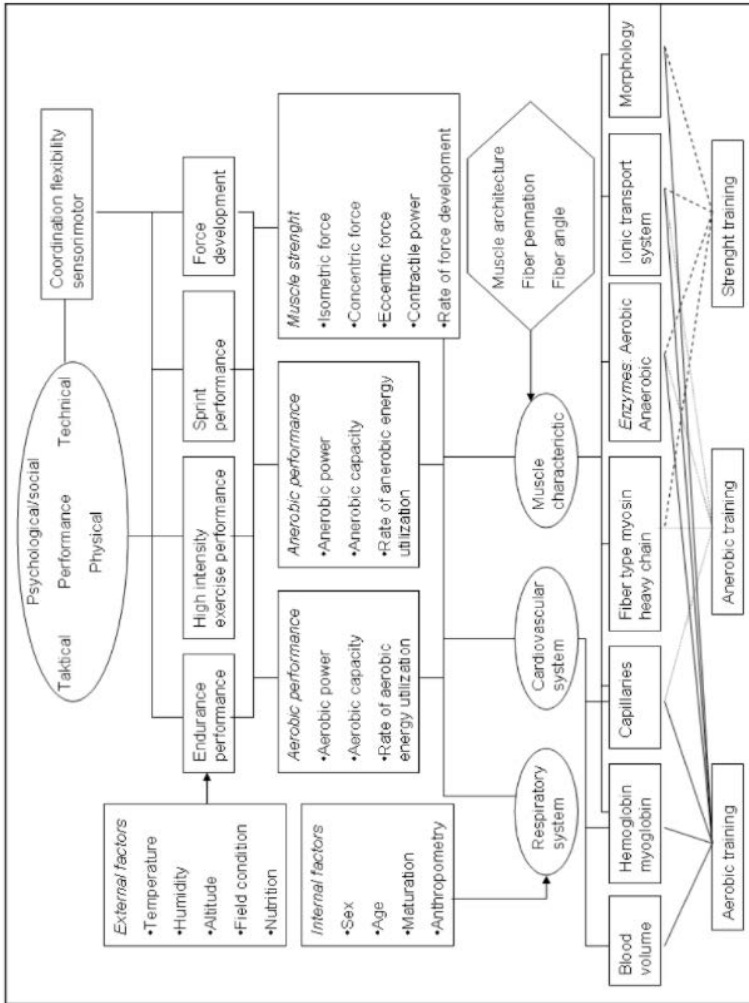 Psychological/social
Taktical Performance Technical
Physical
Coordination flexibility
sensorimotor
External factors
•Temperature
•Humidity
•Altitude
•Field condition
•Nutrition
Endurance
performance
High intensity
exercise performance
Sprint
performance
Force
development
Internal factors
•Sex
•Age
•Maturation
•Anthropometry
Aerobic performance
•Aerobic power
•Aerobic capacity
•Rate of aerobic
energy utilization
Anerobic performance
•Anerobic power
•Anerobic capacity
•Rate of anerobic energy
utilization
Muscle strenght
•Isometric force
•Concentric force
•Eccentric force
•Contractile power
•Rate of force development
Respiratory
system
Cardiovascular
system
Muscle
characterictic
Muscle architecture
Fiber pennation
Fiber angle
Blood
volume
Hemoglobin
myoglobin
Capillaries
Fiber type myosin
heavy chain
Enzymes: Aerobic
Anaerobic
Ionic transport
system
Morphology
Aerobic training
Anerobic training
Strenght training